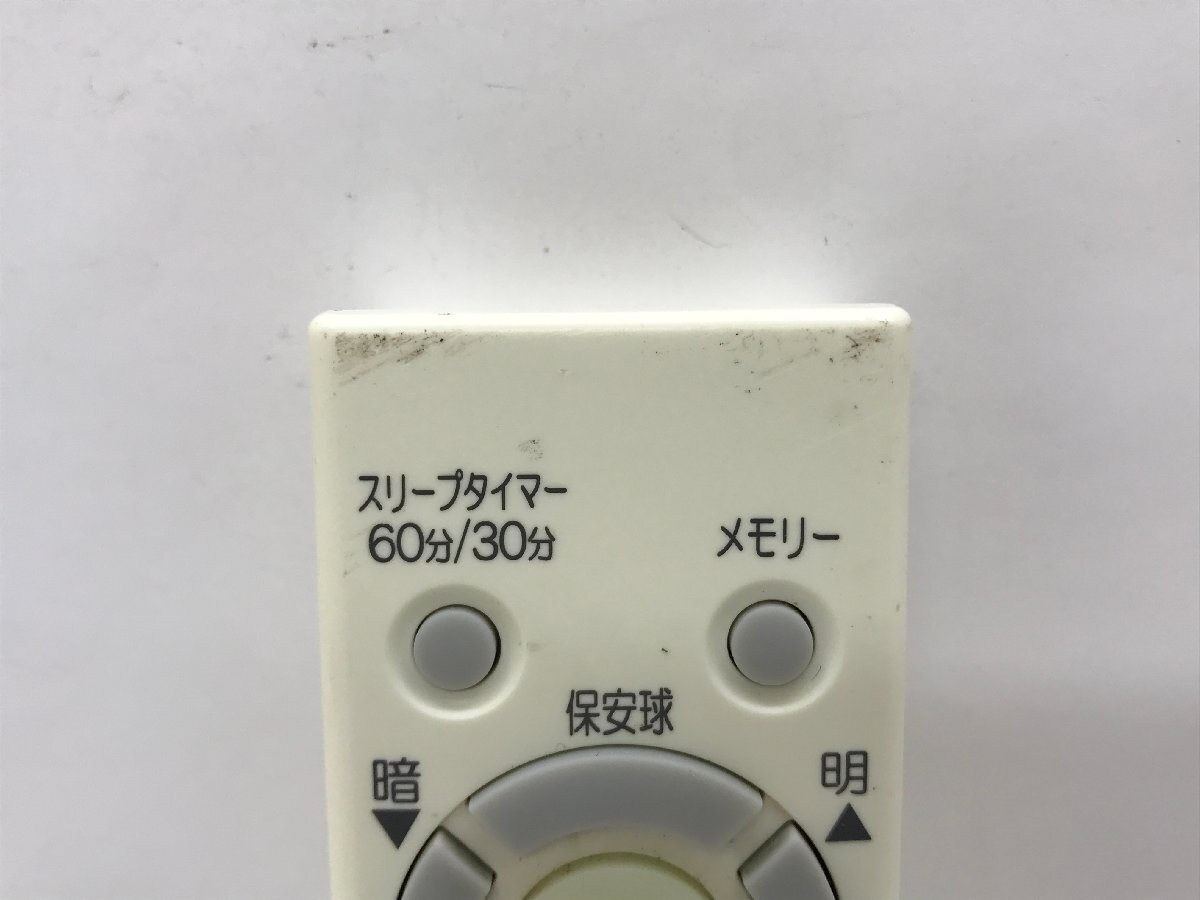 スリープタイマー
60分/30分
メモリー
保安球
暗
▼
明
▲